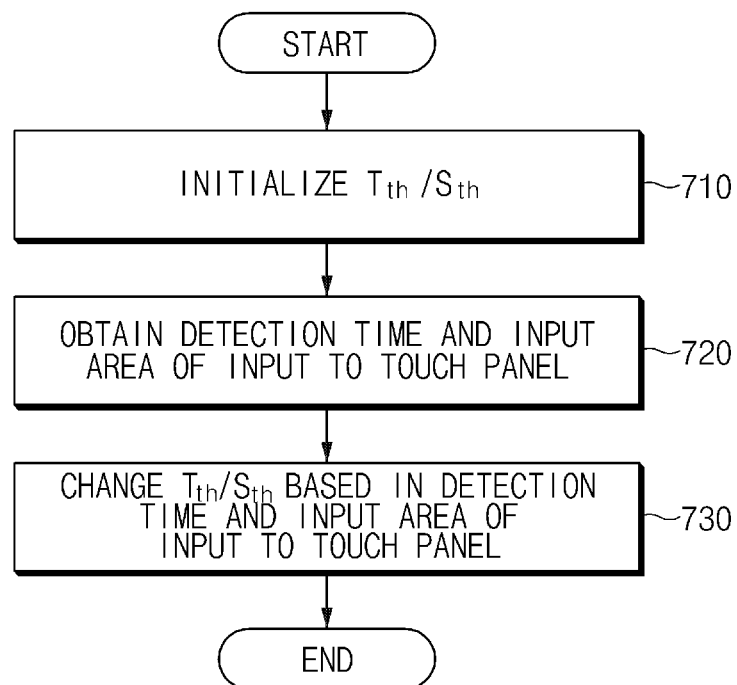 START
INITIALIZE Tth /Sth
710
OBTAIN DETECTION TIME AND INPUT
AREA OF INPUT TO TOUCH PANEL
720
CHANGE Tth/Sth BASED IN DETECTION
TIME AND INPUT AREA OF
INPUT TO TOUCH PANEL
730
END